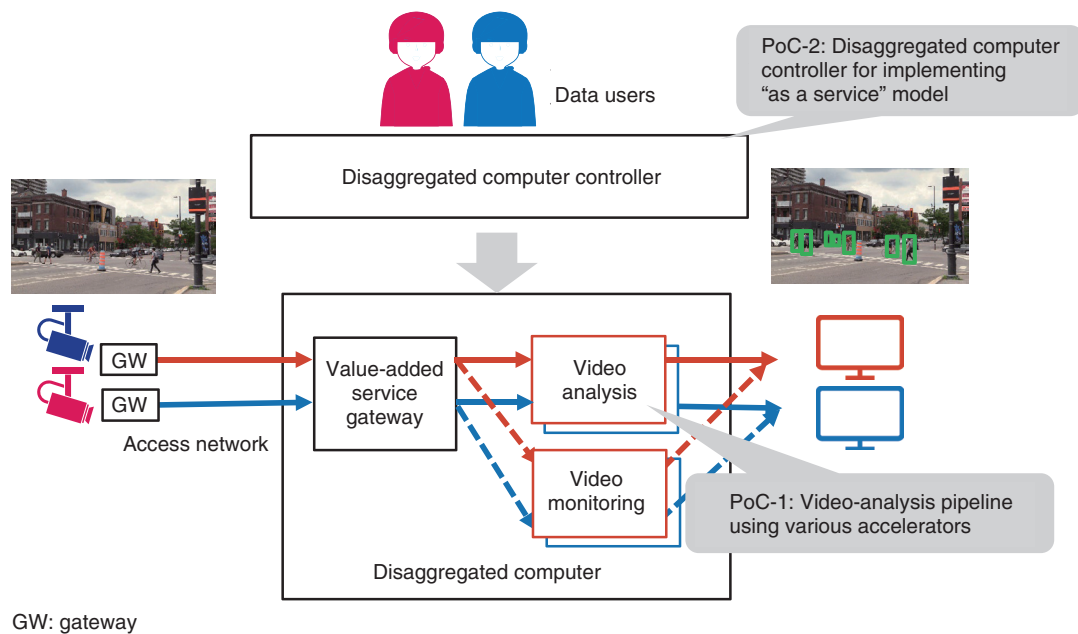 PoC-2: Disaggregated computer
controller for implementing
“as a service” model
Data users
Disaggregated computer controller
GW
GW
Access network
Value-added
service
gateway
Video
analysis
Video
monitoring
PoC-1: Video-analysis pipeline
using various accelerators
Disaggregated computer
GW: gateway